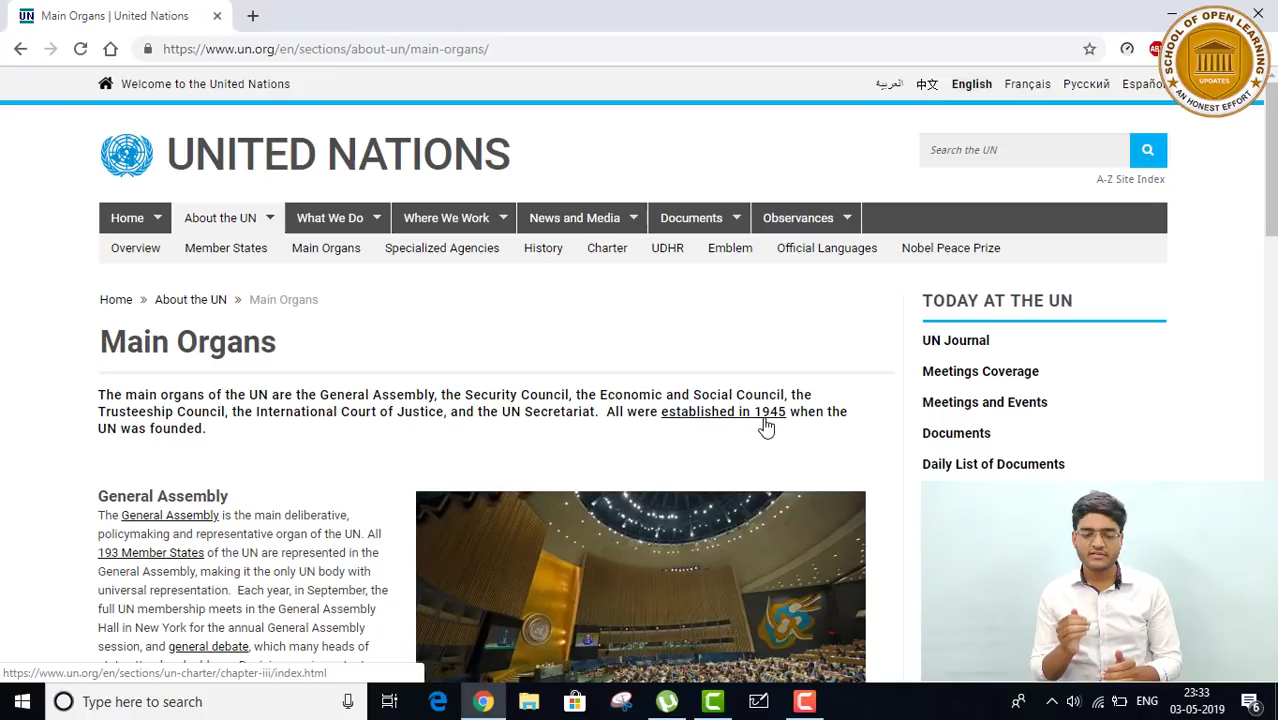 Main Organs | United Nations
https://www.un.org/en/sections/about-un/main-organs/
SCHOOL OF OPEN LEARNING
UPDATES
AN HONEST EFFORT
Welcome to the United Nations
العربية 中文 English Français Русский Español
UNITED NATIONS
Search the UN
A-Z Site Index
Home About the UN What We Do Where We Work News and Media Documents Observances
Overview Member States Main Organs Specialized Agencies History Charter UDHR Emblem Official Languages Nobel Peace Prize
Home » About the UN » Main Organs
Main Organs
The main organs of the UN are the General Assembly, the Security Council, the Economic and Social Council, the
Trusteeship Council, the International Court of Justice, and the UN Secretariat. All were established in 1945 when the
UN was founded.
General Assembly
The General Assembly is the main deliberative,
policymaking and representative organ of the UN. All
193 Member States of the UN are represented in the
General Assembly, making it the only UN body with
universal representation. Each year, in September, the
full UN membership meets in the General Assembly
Hall in New York for the annual General Assembly
session, and general debate, which many heads of
TODAY AT THE UN
UN Journal
Meetings Coverage
Meetings and Events
Documents
Daily List of Documents
https://www.un.org/en/sections/un-charter/chapter-iii/index.html
Type here to search
ENG
23:33
03-05-2019
6